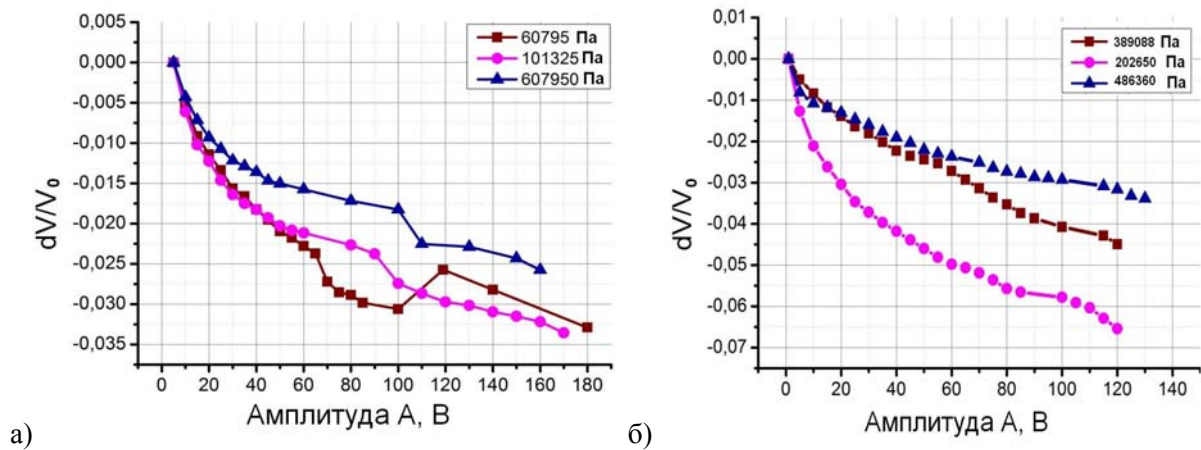 0,005
0,000
-0,005
-0,010
-0,015
-0,020
-0,025
-0,030
-0,035
dV/V₀
60795 Па
101325 Па
607950 Па
0 20 40 60 80 100 120 140 160 180
Амплитуда А, В
а)
0,01
0,00
-0,01
-0,02
-0,03
-0,04
-0,05
-0,06
-0,07
dV/V₀
389088 Па
202650 Па
486360 Па
0 20 40 60 80 100 120 140
Амплитуда А, В
б)